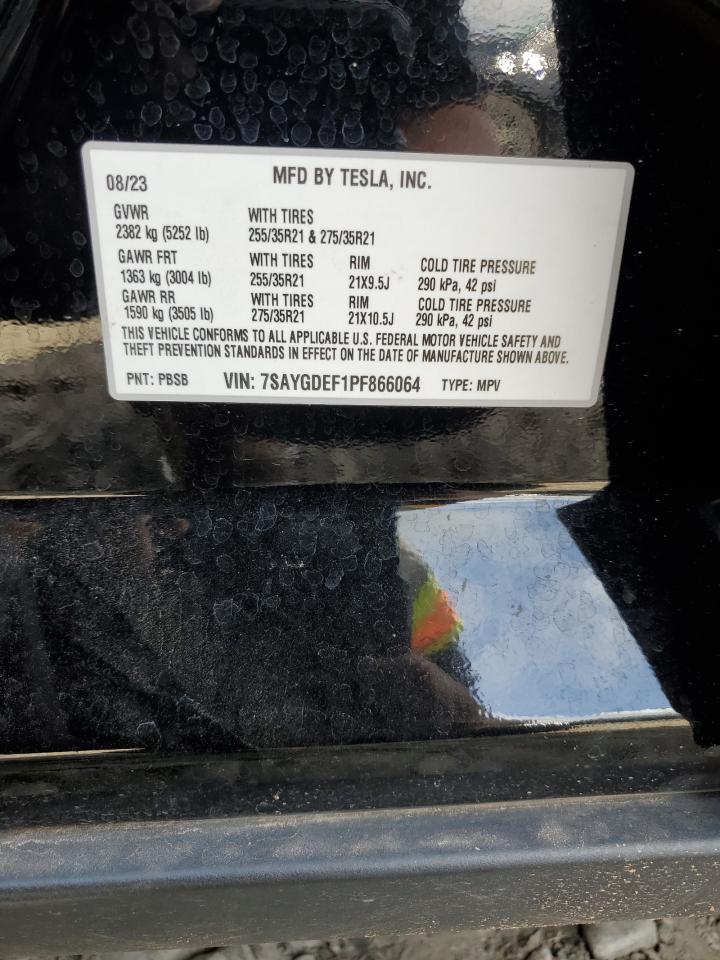 08/23 MFD BY TESLA, INC.
GVWR WITH TIRES
2382 kg (5252 lb) 255/35R21 & 275/35R21
GAWR FRT WITH TIRES RIM COLD TIRE PRESSURE
1363 kg (3004 lb) 255/35R21 21X9.5J 290 kPa, 42 psi
GAWR RR WITH TIRES RIM COLD TIRE PRESSURE
1590 kg (3505 lb) 275/35R21 21X10.5J 290 kPa, 42 psi
THIS VEHICLE CONFORMS TO ALL APPLICABLE U.S. FEDERAL MOTOR VEHICLE SAFETY AND
THEFT PREVENTION STANDARDS IN EFFECT ON THE DATE OF MANUFACTURE SHOWN ABOVE.
PNT: PBSB VIN: 7SAYGDEF1PF866064 TYPE: MPV